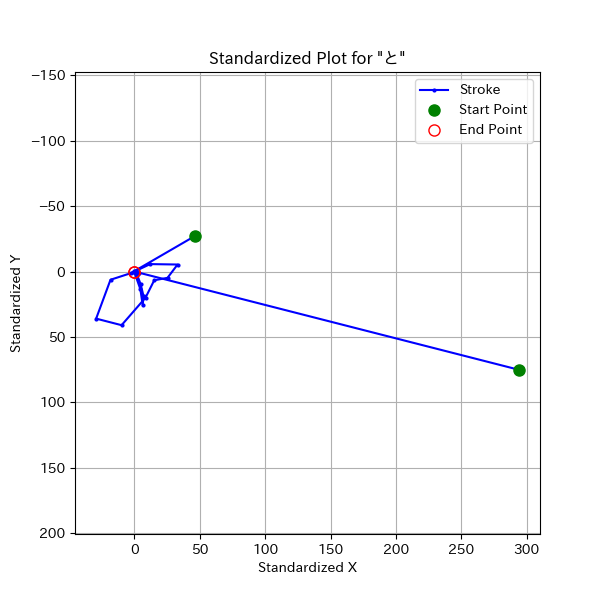 Standardized Plot for "と"
Stroke
Start Point
End Point
−150
−100
−50
0
50
100
150
200
Standardized Y
0 50 100 150 200 250 300
Standardized X